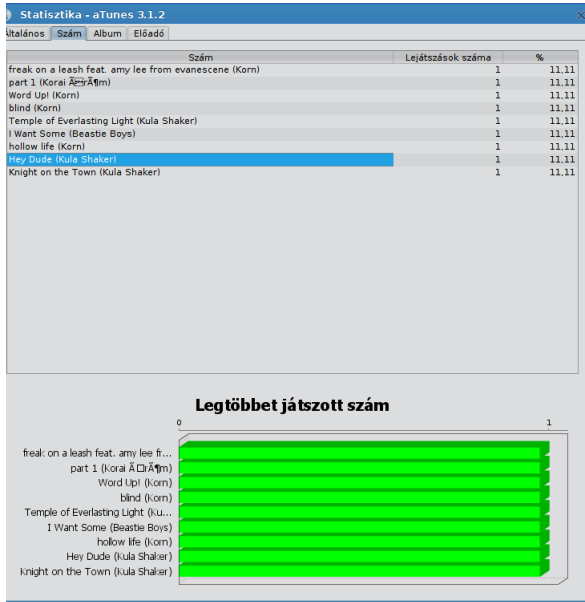 Statisztika - aTunes 3.1.2
Általános Szám Album Előadó
Szám Lejátszások száma %
freak on a leash feat. amy lee from evanescene (Korn) 1 11,11
part 1 (Korai Ã rÃ¶m) 1 11,11
Word Up! (Korn) 1 11,11
blind (Korn) 1 11,11
Temple of Everlasting Light (Kula Shaker) 1 11,11
I Want Some (Beastie Boys) 1 11,11
hollow life (Korn) 1 11,11
Hey Dude (Kula Shaker) 1 11,11
Knight on the Town (Kula Shaker) 1 11,11
Legtöbbet játszott szám
0 1
freak on a leash feat. amy lee fr...
part 1 (Korai Ã□rÃ¶m)
Word Up! (Korn)
blind (Korn)
Temple of Everlasting Light (Ku...
I Want Some (Beastie Boys)
hollow life (Korn)
Hey Dude (Kula Shaker)
Knight on the Town (Kula Shaker)